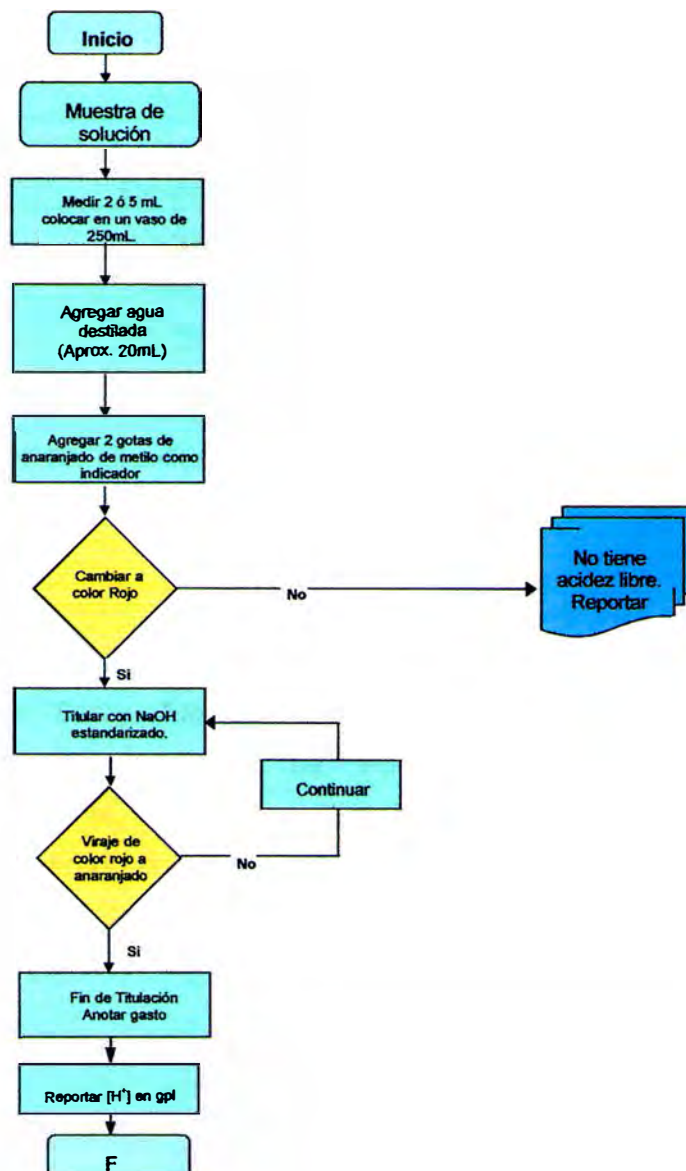 Inicio
Muestra de
solución
Medir 2 ó 5 mL
colocar en un vaso de
250mL.
Agregar agua
destilada
(Aprox. 20mL)
Agregar 2 gotas de
anaranjado de metilo como
indicador
Cambiar a
color Rojo
No
No tiene
acidez libre.
Reportar
Si
Titular con NaOH
estandarizado.
Continuar
Viraje de
color rojo a
anaranjado
No
Si
Fin de Titulación
Anotar gasto
Reportar [H⁺] en gpl
F